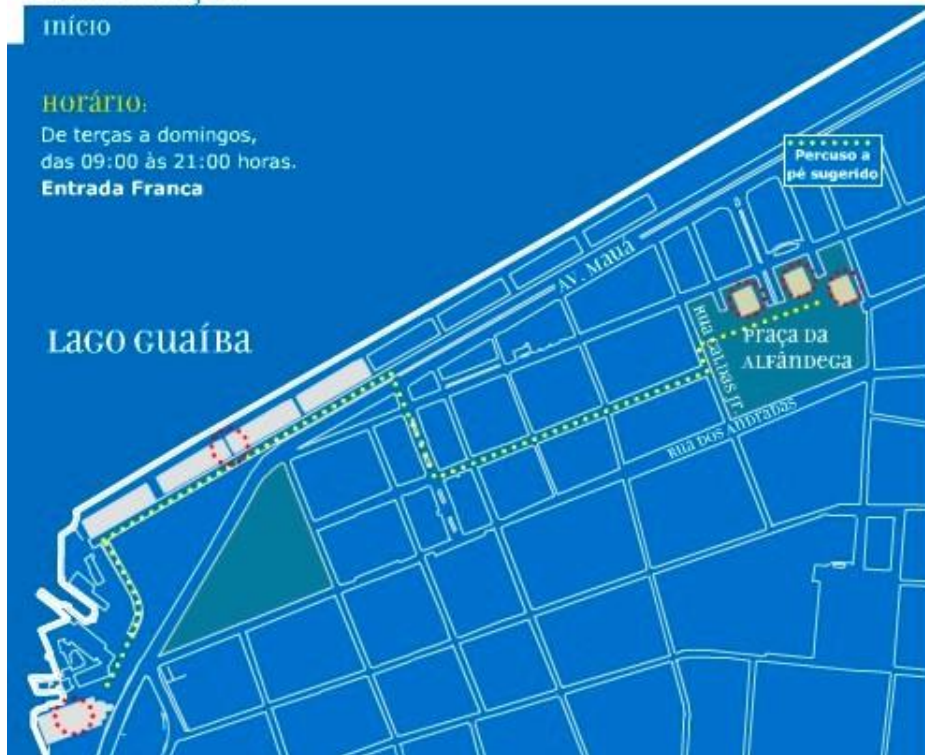 Início
Horário:
De terças a domingos,
das 09:00 às 21:00 horas.
Entrada Franca
Percuso a
pé sugerido
Av. Mauá
Lago Guaíba
Rua Caldas Jr.
Praça da
Alfândega
Rua dos Andradas